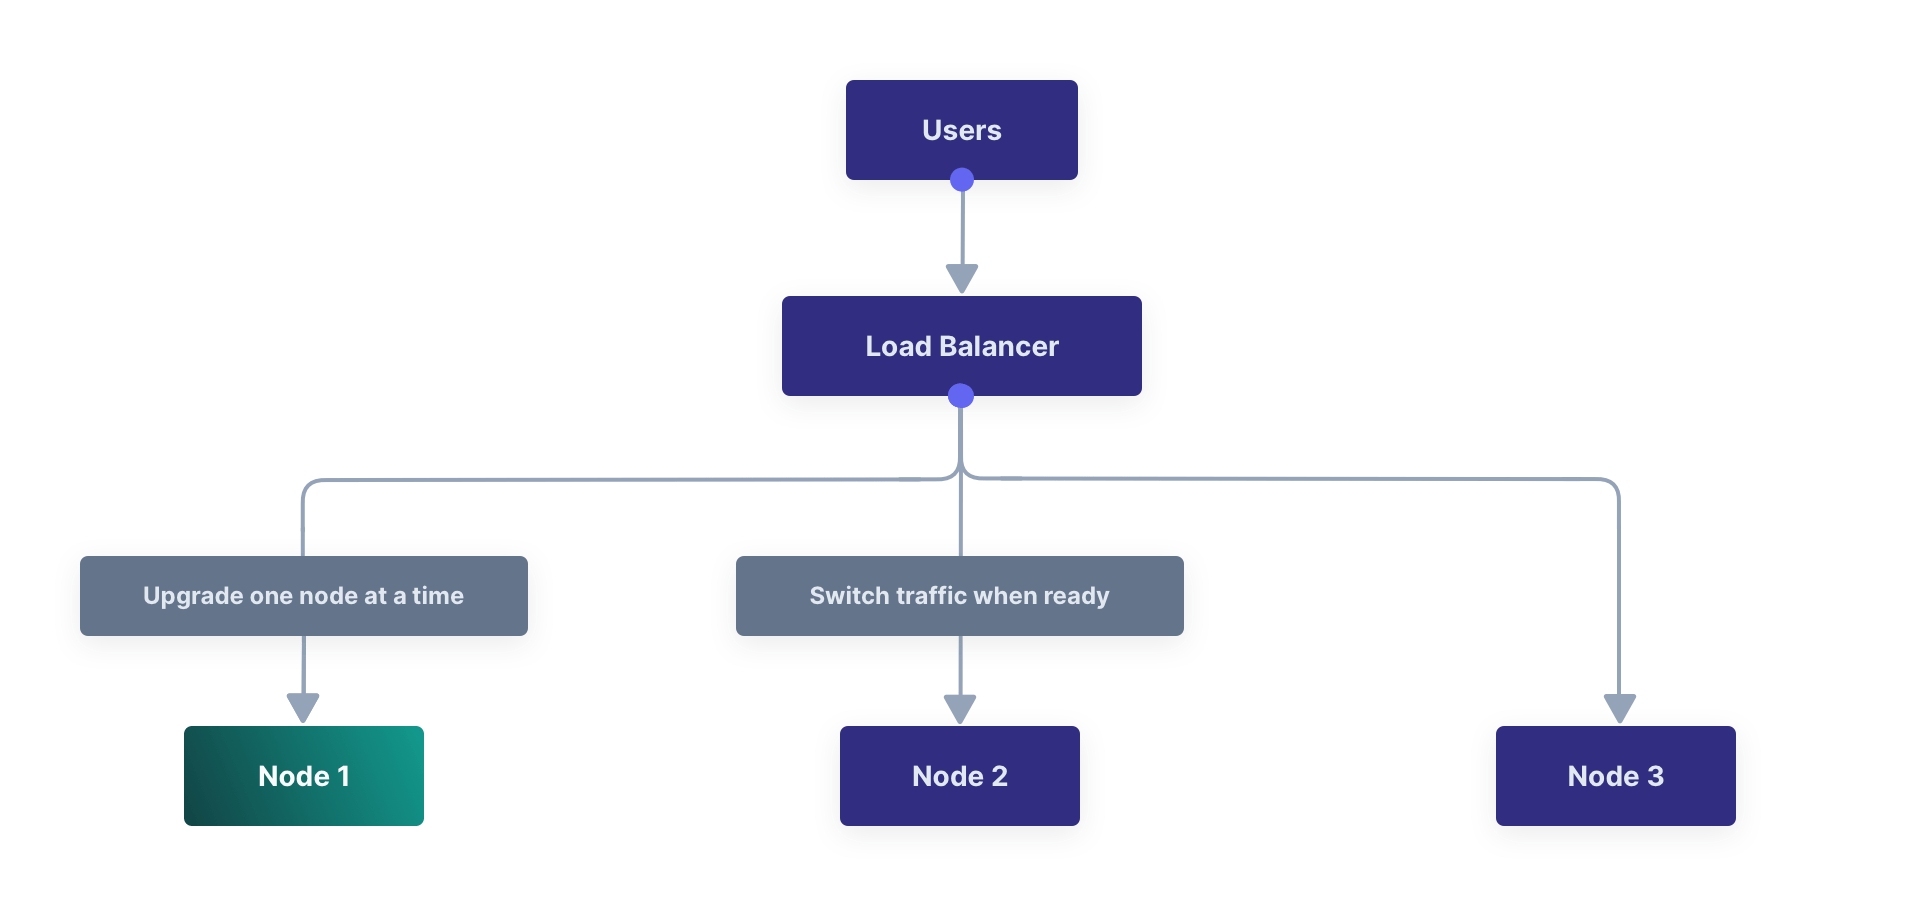 Users
Load Balancer
Upgrade one node at a time
Switch traffic when ready
Node 1
Node 2
Node 3